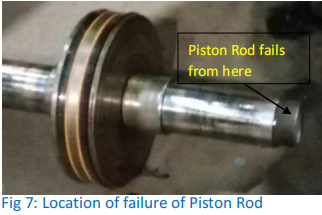 Piston Rod fails
from here
Fig 7: Location of failure of Piston Rod